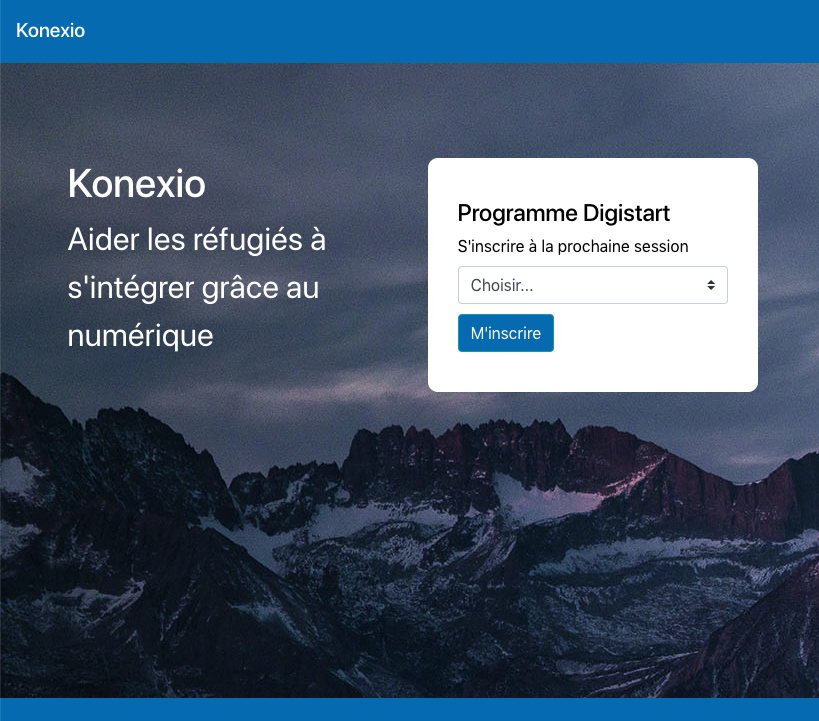 Konexio
Konexio
Aider les réfugiés à
s'intégrer grâce au
numérique
Programme Digistart
S'inscrire à la prochaine session
Choisir...
M'inscrire